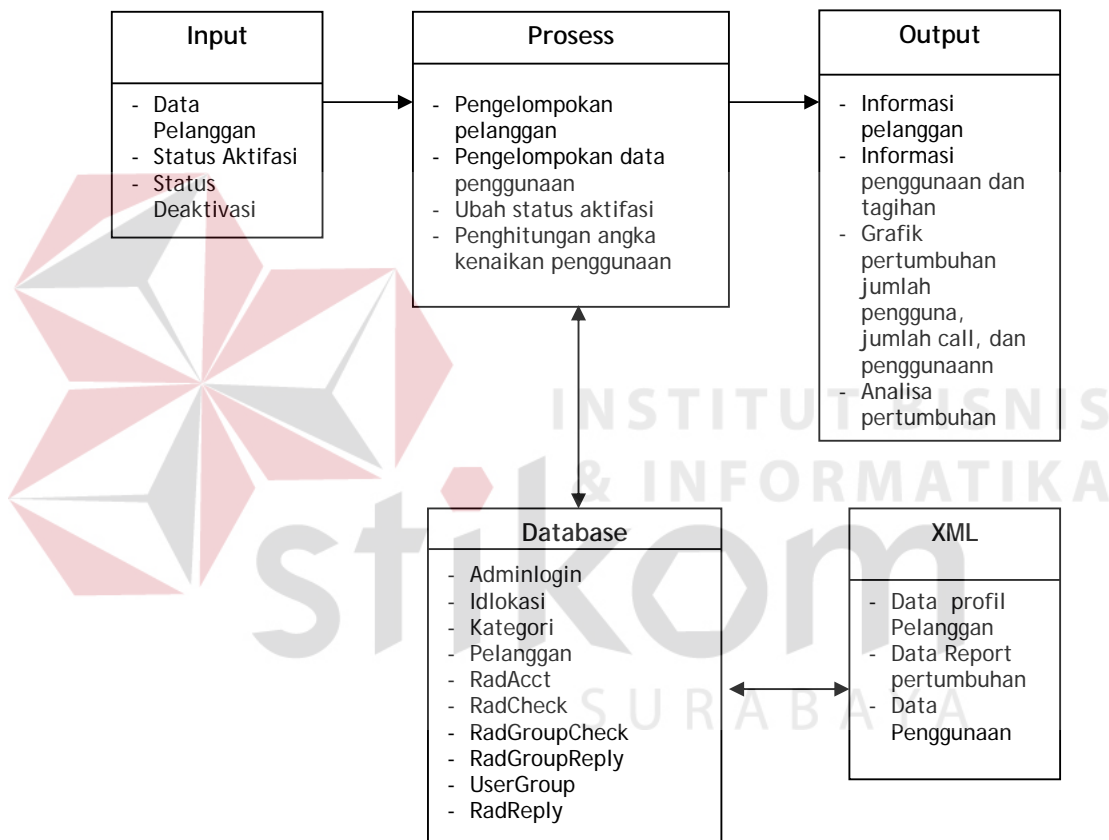 Input
- Data
Pelanggan
- Status Aktifasi
- Status
Deaktivasi
Prosess
- Pengelompokan
pelanggan
- Pengelompokan data
penggunaan
- Ubah status aktifasi
- Penghitungan angka
kenaikan penggunaan
Output
- Informasi
pelanggan
- Informasi
penggunaan dan
tagihan
- Grafik
pertumbuhan
jumlah
pengguna,
jumlah call, dan
penggunaann
- Analisa
pertumbuhan
INSTITUT BISNIS
& INFORMATIKA
stikom
SURABAYA
Database
- Adminlogin
- Idlokasi
- Kategori
- Pelanggan
- RadAcct
- RadCheck
- RadGroupCheck
- RadGroupReply
- UserGroup
- RadReply
XML
- Data profil
Pelanggan
- Data Report
pertumbuhan
- Data
Penggunaan